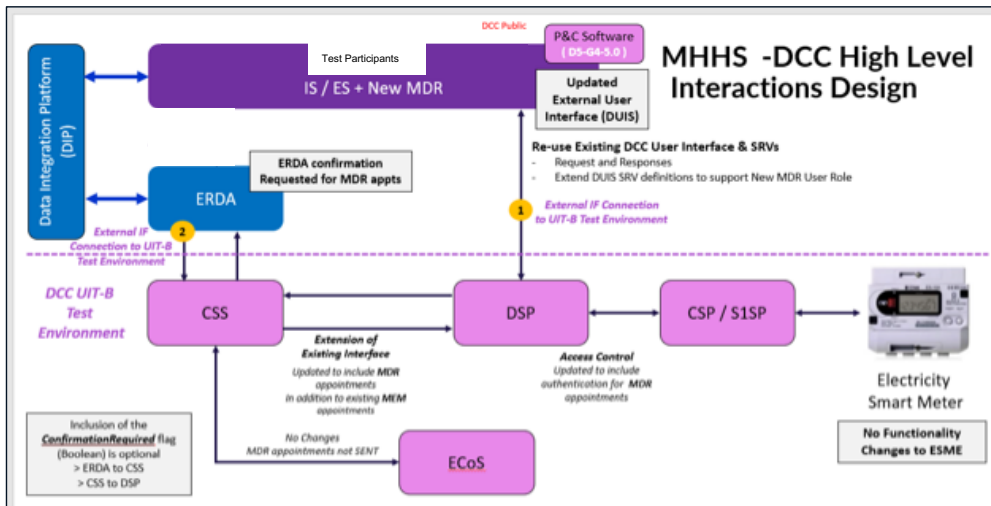 DCC Public
P&C Software
( D5-G4-5.0 )
MHHS -DCC High Level
Interactions Design
Test Participants
IS / ES + New MDR
Updated
External User
Interface (DUIS)
Data Integration Platform
(DIP)
ERDA confirmation
Requested for MDR appts
ERDA
Re-use Existing DCC User Interface & SRVs
- Request and Responses
- Extend DUIS SRV definitions to support New MDR User Role
1
External IF Connection
to UIT-B Test Environment
2
External IF
Connection to UIT-B
Test Environment
DCC UIT-B
Test
Environment
CSS
DSP
CSP / S1SP
Extension of
Existing Interface
Updated to include MDR
appointments
In addition to existing MEM
appointments
Access Control
Updated to include
authentication for MDR
appointments
Electricity
Smart Meter
No Functionality
Changes to ESME
Inclusion of the
ConfirmationRequired flag
(Boolean) is optional
> ERDA to CSS
> CSS to DSP
No Changes
MDR appointments not SENT
ECoS